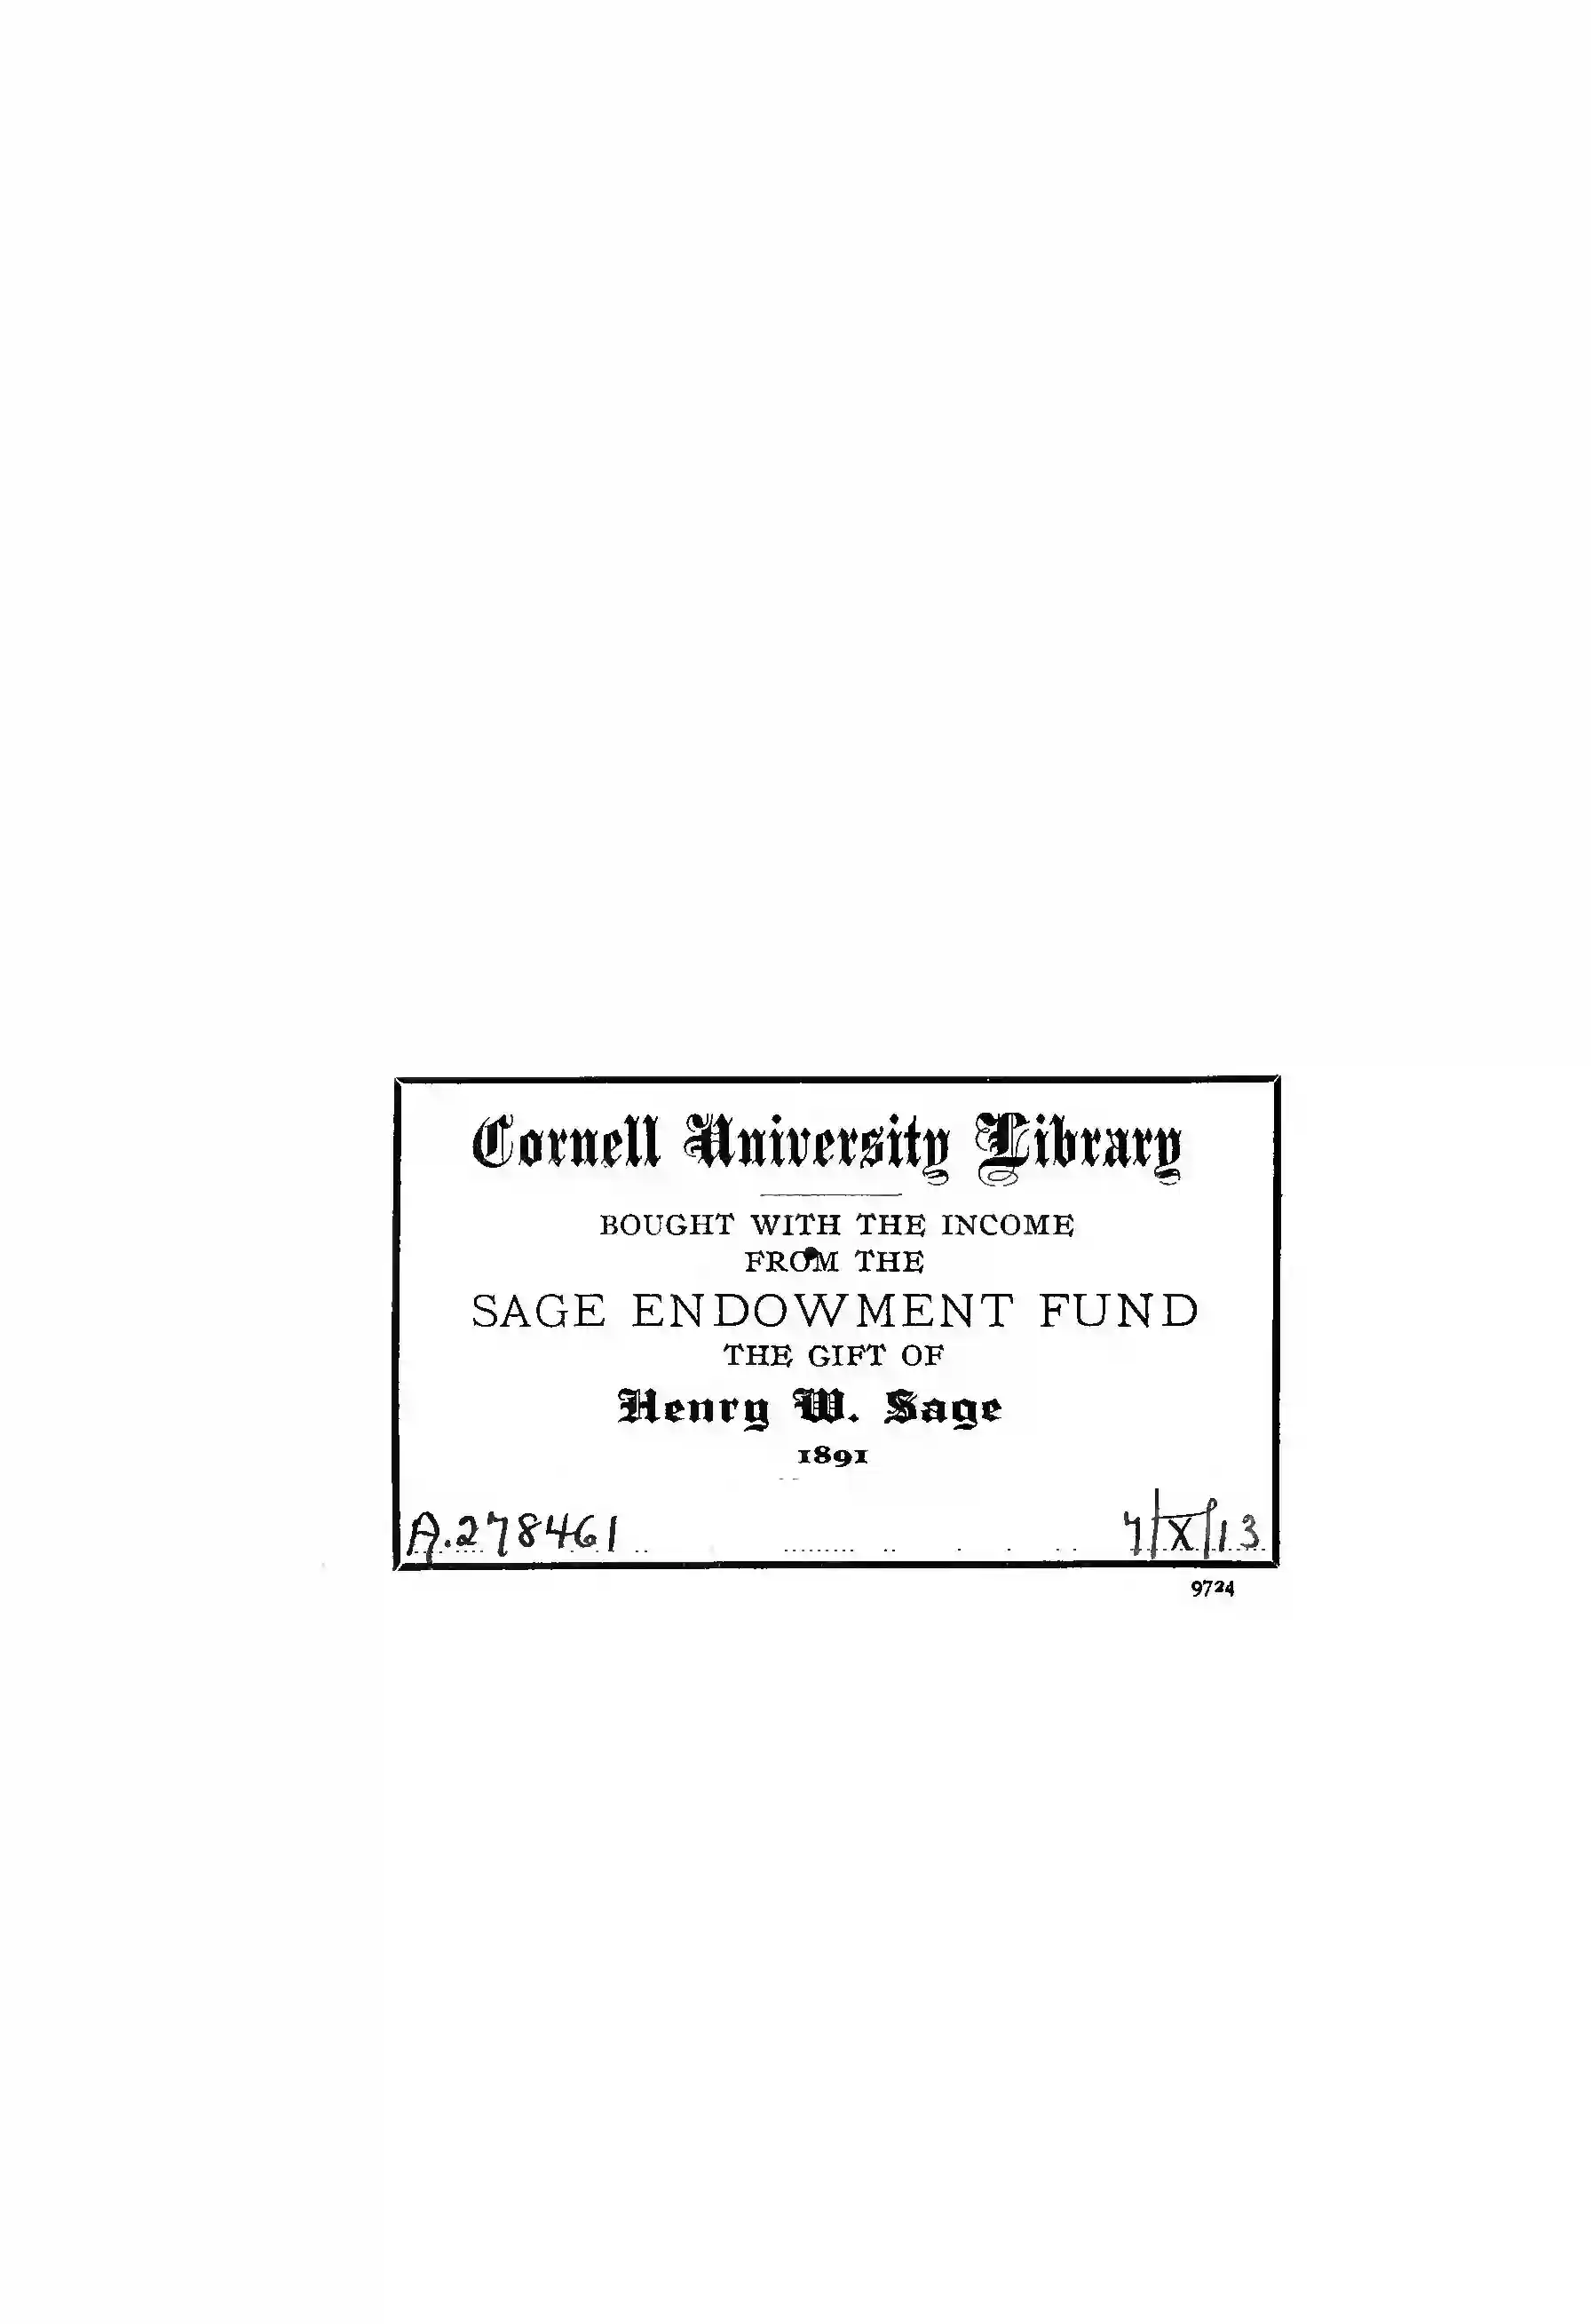 Cornell University Library
BOUGHT WITH THE INCOME
FROM THE
SAGE ENDOWMENT FUND
THE GIFT OF
Henry W. Sage
1891
A.278461 7/X/13
9724